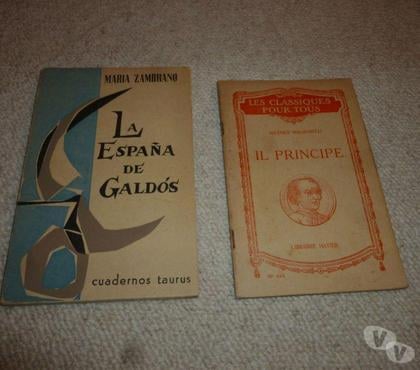 MARIA ZAMBRANO
LA
ESPAÑA
DE
GALDÓS
cuadernos taurus
LES CLASSIQUES
POUR TOUS
IL PRINCIPE
LIBRAIRIE HATIER
V